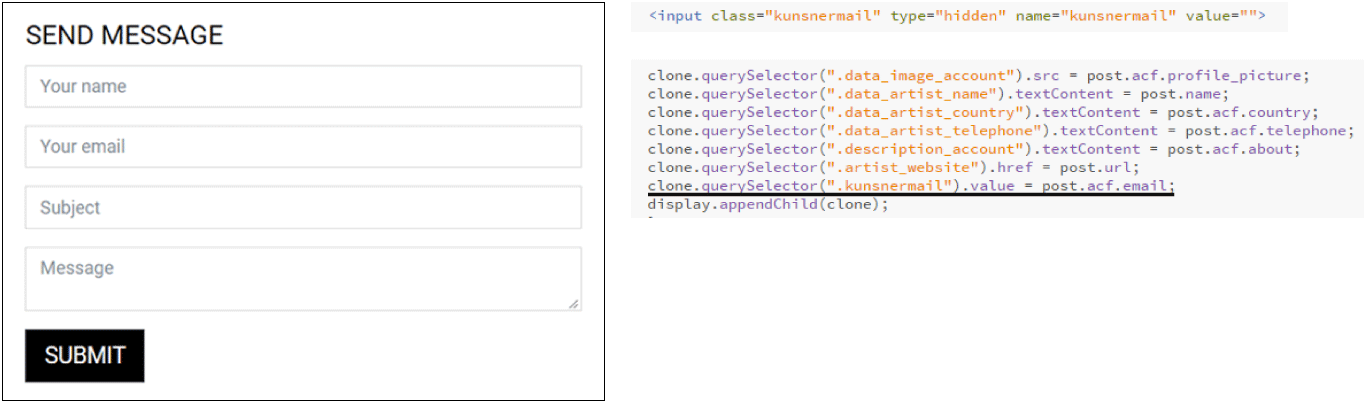 SEND MESSAGE
Your name
Your email
Subject
Message
SUBMIT
<input class="kunsnermail" type="hidden" name="kunsnermail" value="">
clone.querySelector(".data_image_account").src = post.acf.profile_picture;
clone.querySelector(".data_artist_name").textContent = post.name;
clone.querySelector(".data_artist_country").textContent = post.acf.country;
clone.querySelector(".data_artist_telephone").textContent = post.acf.telephone;
clone.querySelector(".description_account").textContent = post.acf.about;
clone.querySelector(".artist_website").href = post.url;
clone.querySelector(".kunsnermail").value = post.acf.email;
display.appendChild(clone);